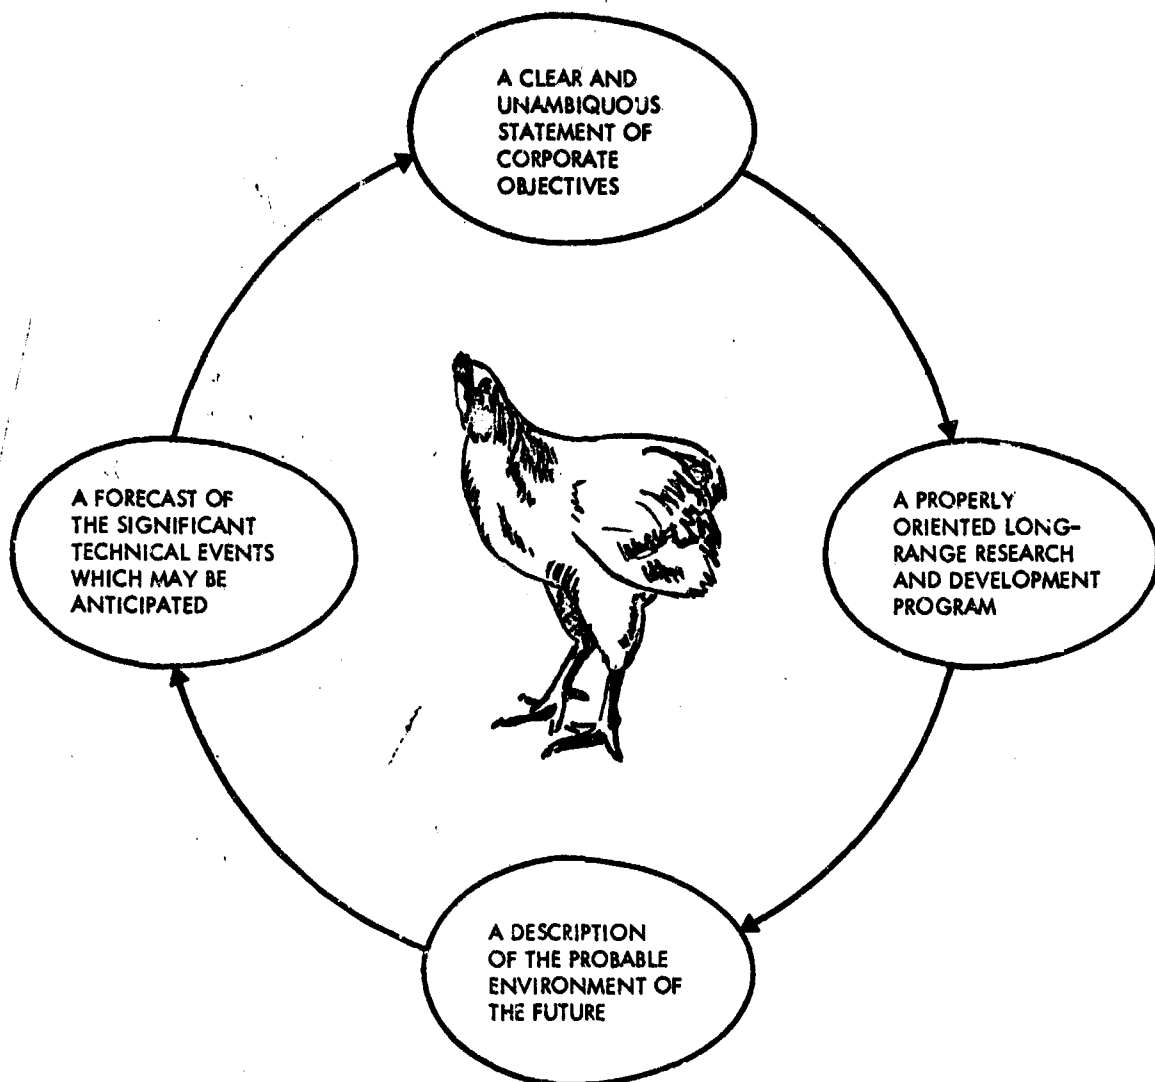 A CLEAR AND
UNAMBIQUOUS
STATEMENT OF
CORPORATE
OBJECTIVES
A FORECAST OF
THE SIGNIFICANT
TECHNICAL EVENTS
WHICH MAY BE
ANTICIPATED
A PROPERLY
ORIENTED LONG-
RANGE RESEARCH
AND DEVELOPMENT
PROGRAM
A DESCRIPTION
OF THE PROBABLE
ENVIRONMENT OF
THE FUTURE